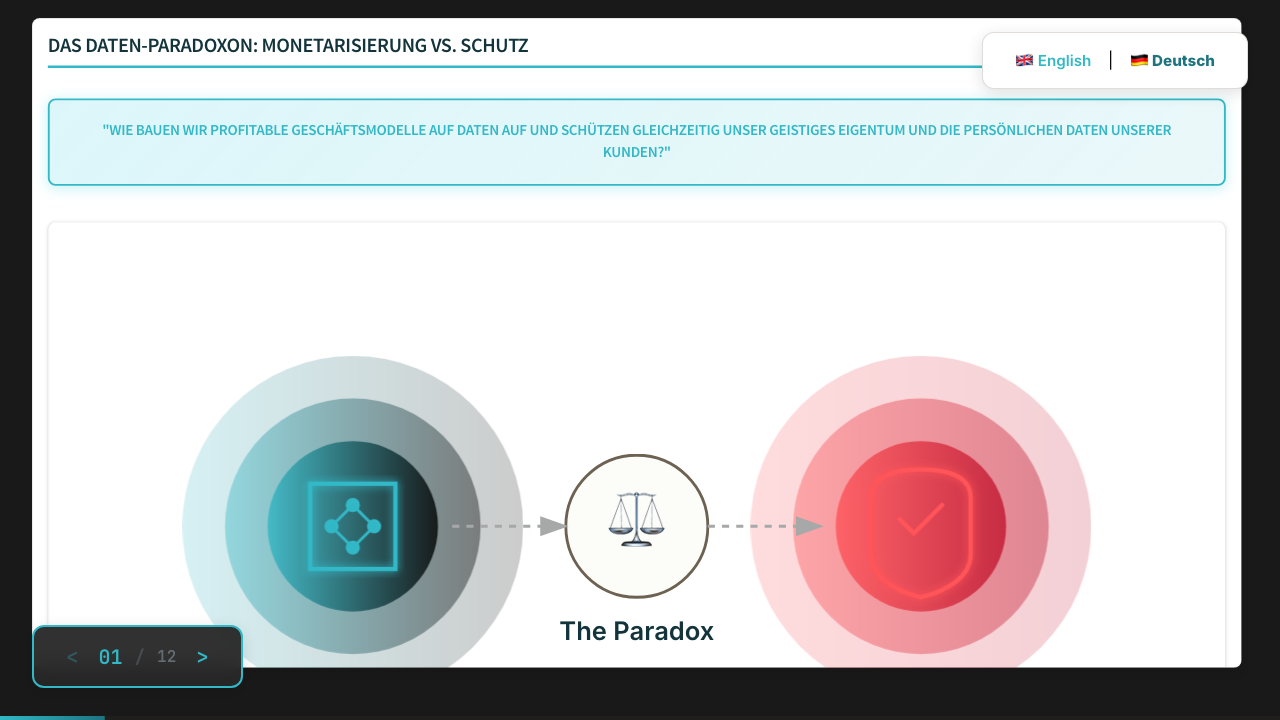 DAS DATEN-PARADOXON: MONETARISIERUNG VS. SCHUTZ
🇬🇧 English | 🇩🇪 Deutsch
"WIE BAUEN WIR PROFITABLE GESCHÄFTSMODELLE AUF DATEN AUF UND SCHÜTZEN GLEICHZEITIG UNSER GEISTIGES EIGENTUM UND DIE PERSÖNLICHEN DATEN UNSERER
KUNDEN?"
The Paradox
< 01 / 12 >